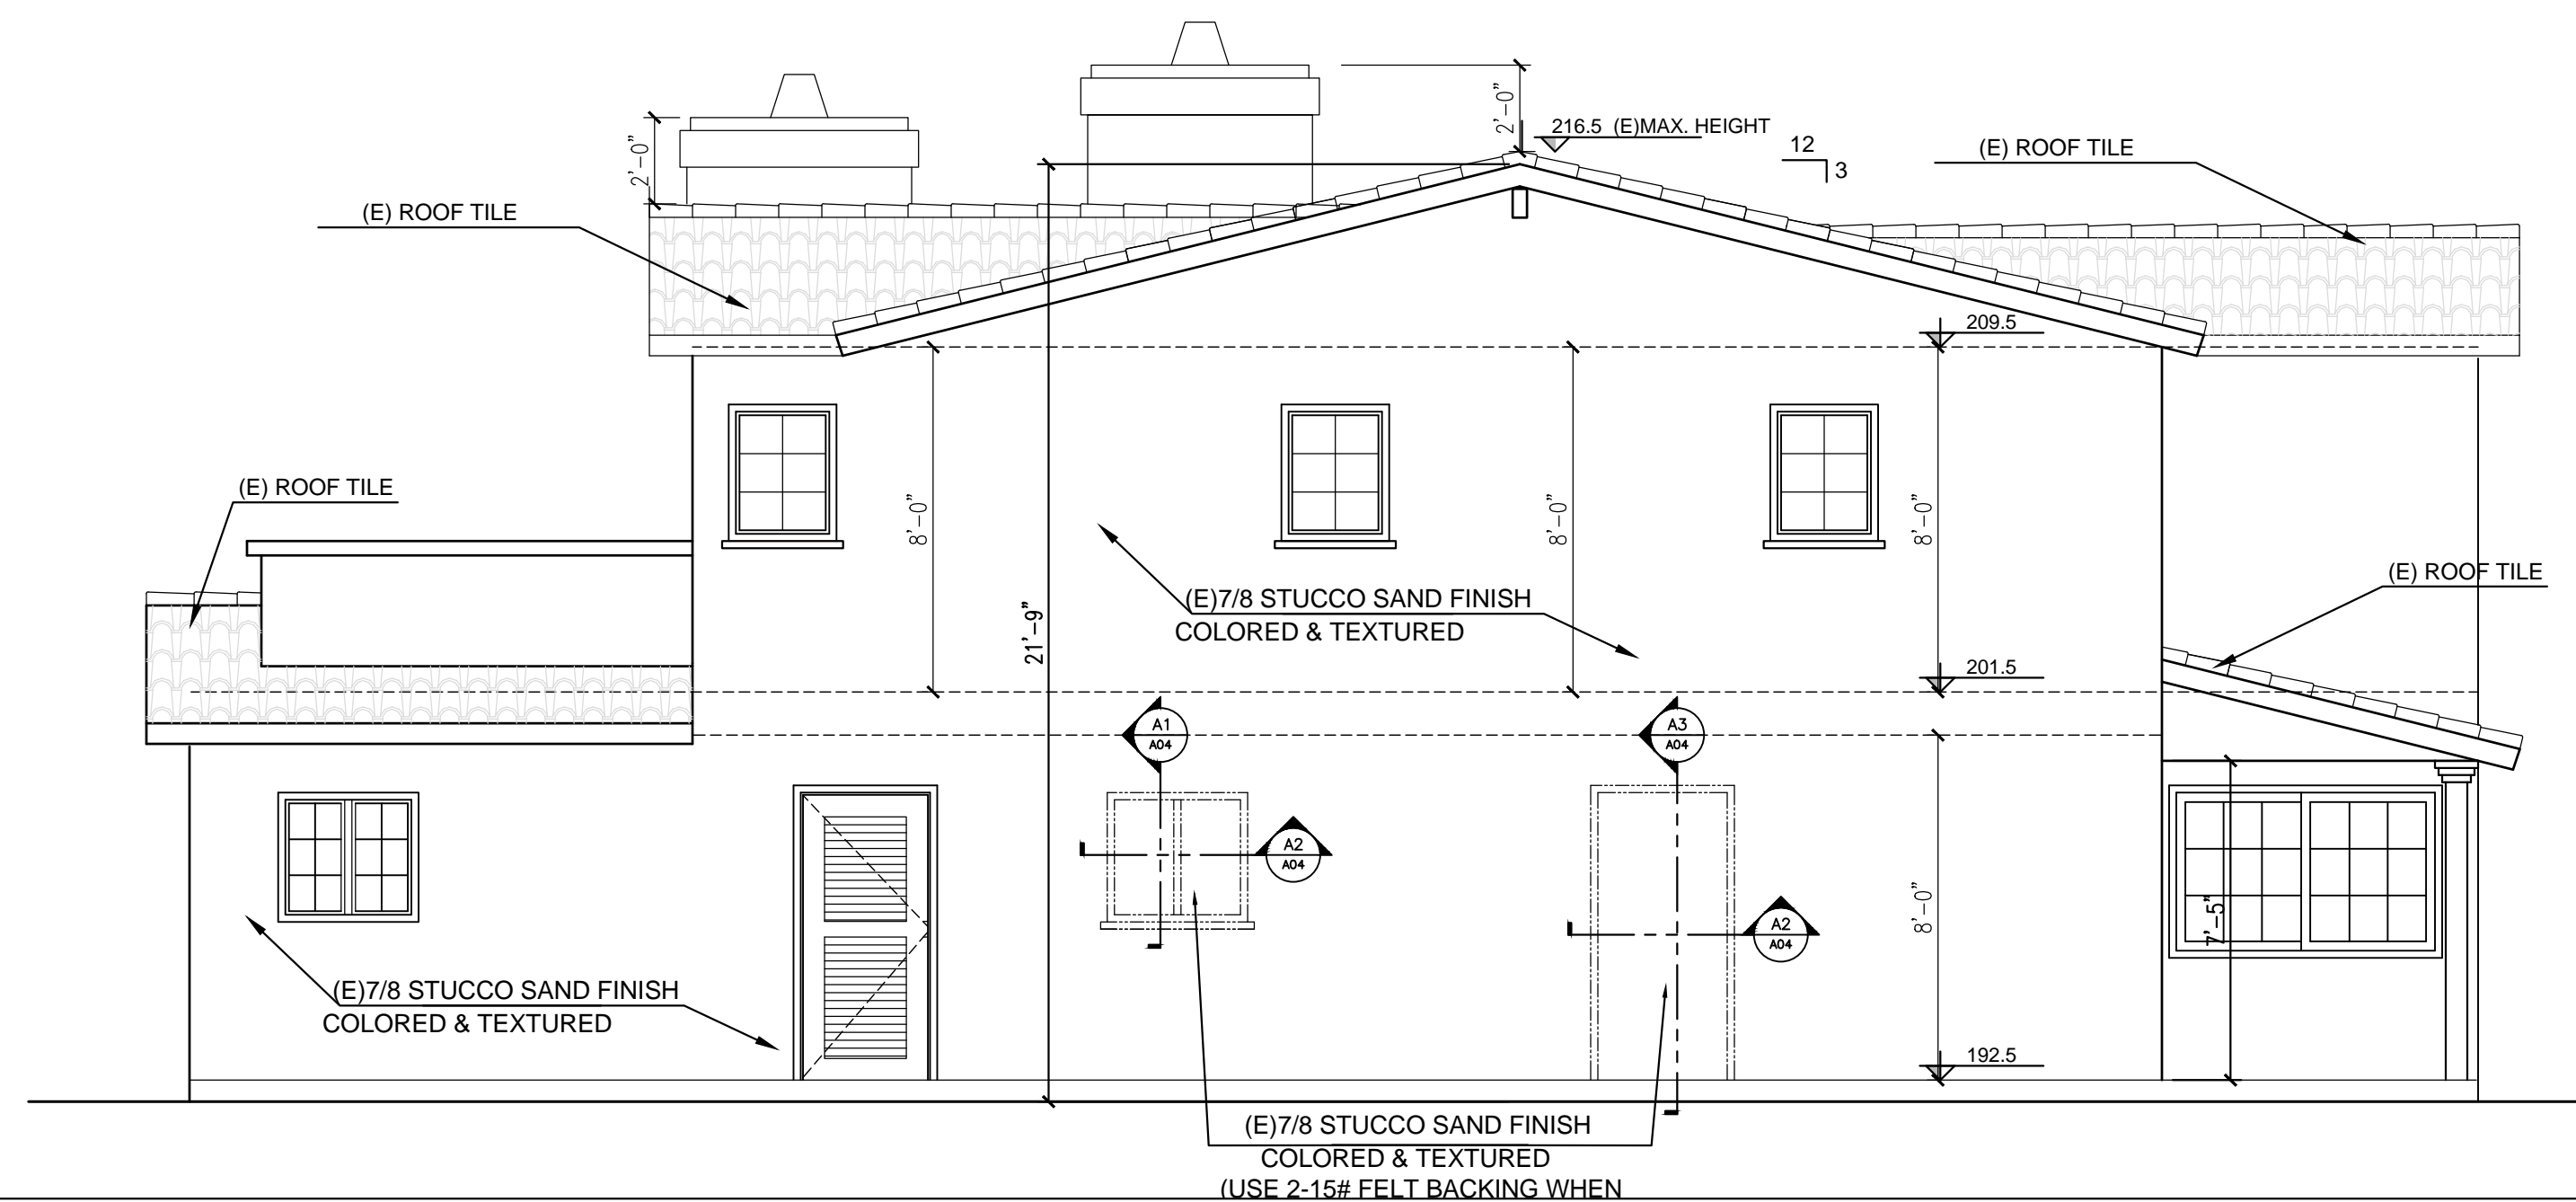 2'-0"
216.5 (E)MAX. HEIGHT
12
3
(E) ROOF TILE
2'-0"
(E) ROOF TILE
209.5
(E) ROOF TILE
8'-0"
8'-0"
8'-0"
(E) ROOF TILE
(E)7/8 STUCCO SAND FINISH
COLORED & TEXTURED
21'-9"
201.5
A1
A04
A3
A04
A2
A04
A2
A04
8'-0"
7'-5"
(E)7/8 STUCCO SAND FINISH
COLORED & TEXTURED
192.5
(E)7/8 STUCCO SAND FINISH
COLORED & TEXTURED
(USE 2-15# FELT BACKING WHEN